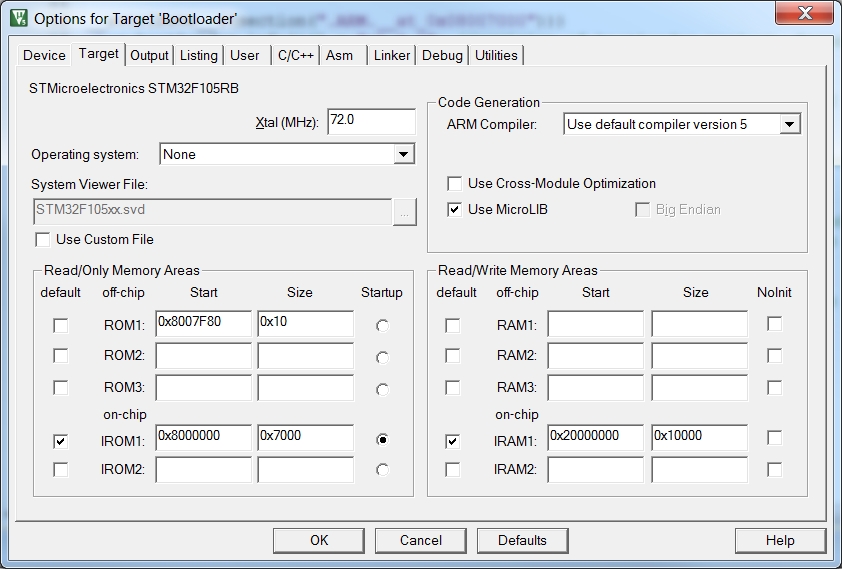 Options for Target 'Bootloader'
Device Target Output Listing User C/C++ Asm Linker Debug Utilities
STMicroelectronics STM32F105RB
Xtal (MHz): 72.0
Operating system: None
System Viewer File:
STM32F105xx.svd ...
Use Custom File
Code Generation
ARM Compiler: Use default compiler version 5
Use Cross-Module Optimization
Use MicroLIB Big Endian
Read/Only Memory Areas
default off-chip Start Size Startup
ROM1: 0x8007F80 0x10
ROM2:
ROM3:
on-chip
IROM1: 0x8000000 0x7000
IROM2:
Read/Write Memory Areas
default off-chip Start Size NoInit
RAM1:
RAM2:
RAM3:
on-chip
IRAM1: 0x20000000 0x10000
IRAM2:
OK Cancel Defaults Help